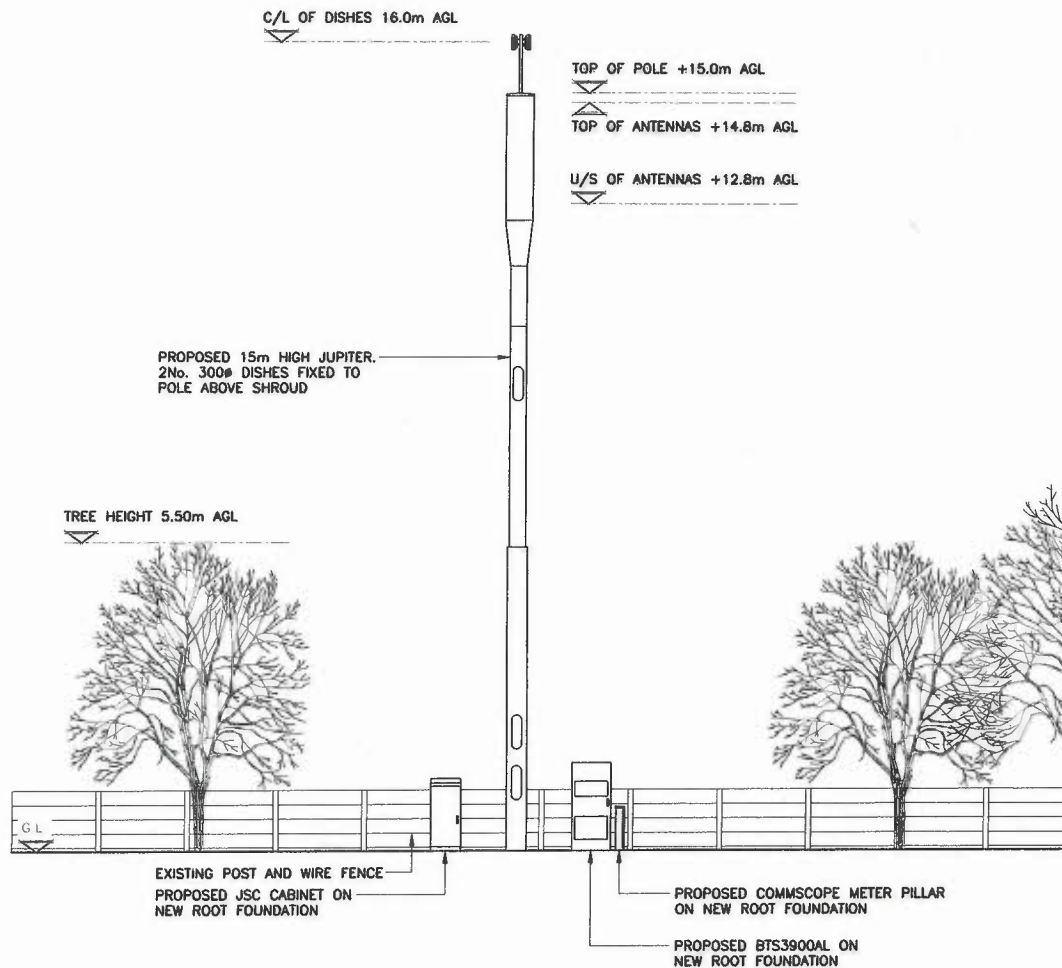 C/L OF DISHES 16.0m AGL
TOP OF POLE +15.0m AGL
TOP OF ANTENNAS +14.8m AGL
U/S OF ANTENNAS +12.8m AGL
PROPOSED 15m HIGH JUPITER.
2No. 300ø DISHES FIXED TO
POLE ABOVE SHROUD
TREE HEIGHT 5.50m AGL
GL
EXISTING POST AND WIRE FENCE
PROPOSED JSC CABINET ON
NEW ROOT FOUNDATION
PROPOSED COMMSCOPE METER PILLAR
ON NEW ROOT FOUNDATION
PROPOSED BTS3900AL ON
NEW ROOT FOUNDATION